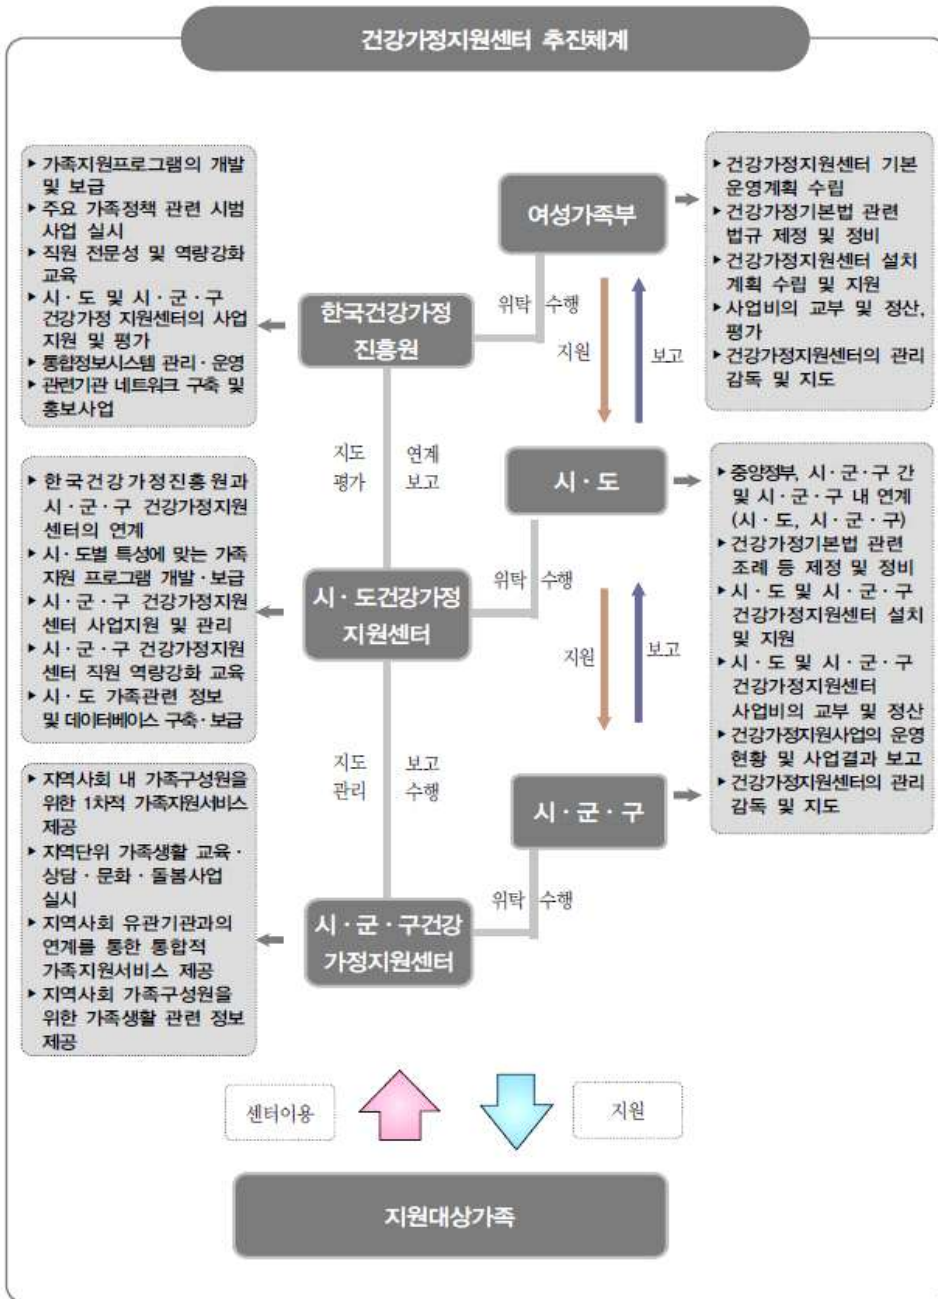 건강가정지원센터 추진체계
▸ 가족지원프로그램의 개발
및 보급
▸ 주요 가족정책 관련 시범
사업 실시
▸ 직원 전문성 및 역량강화
교육
▸ 시·도 및 시·군·구
건강가정 지원센터의 사업
지원 및 평가
▸ 통합정보시스템 관리·운영
▸ 관련기관 네트워크 구축 및
홍보사업
여성가족부
▸ 건강가정지원센터 기본
운영계획 수립
▸ 건강가정기본법 관련
법규 제정 및 정비
▸ 건강가정지원센터 설치
계획 수립 및 지원
▸ 사업비의 교부 및 정산,
평가
▸ 건강가정지원센터의 관리
감독 및 지도
한국건강가정
진흥원
위탁 수행
지원
보고
지도 연계
평가 보고
▸ 한국건강가정진흥원과
시·군·구 건강가정지원
센터의 연계
▸ 시·도별 특성에 맞는 가족
지원 프로그램 개발·보급
▸ 시·군·구 건강가정지원
센터 사업지원 및 관리
▸ 시·군·구 건강가정지원
센터 직원 역량강화 교육
▸ 시·도 가족관련 정보
및 데이터베이스 구축·보급
시·도
▸ 중앙정부, 시·군·구 간
및 시·군·구 내 연계
(시·도, 시·군·구)
▸ 건강가정기본법 관련
조례 등 제정 및 정비
▸ 시·도 및 시·군·구
건강가정지원센터 설치
및 지원
▸ 시·도 및 시·군·구
건강가정지원센터
사업비의 교부 및 정산
▸ 건강가정지원사업의 운영
현황 및 사업결과 보고
▸ 건강가정지원센터의 관리
감독 및 지도
시·도건강가정
지원센터
위탁 수행
지원
보고
지도 보고
관리 수행
▸ 지역사회 내 가족구성원을
위한 1차적 가족지원서비스
제공
▸ 지역단위 가족생활 교육·
상담·문화·돌봄사업
실시
▸ 지역사회 유관기관과의
연계를 통한 통합적
가족지원서비스 제공
▸ 지역사회 가족구성원을
위한 가족생활 관련 정보
제공
시·군·구
위탁 수행
시·군·구건강
가정지원센터
센터이용
지원
지원대상가족